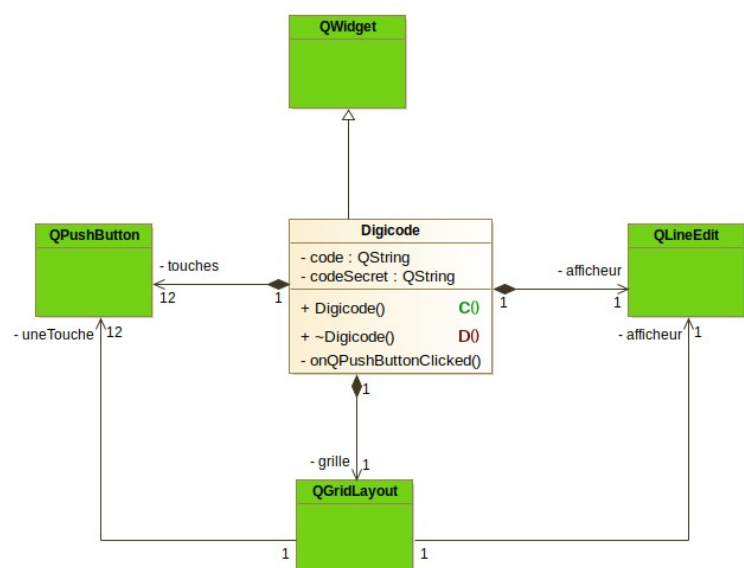 QWidget
QPushButton
Digicode
QLineEdit
- code : QString
- codeSecret : QString
- touches
- afficheur
12
1
1
1
+ Digicode()
C()
+ ~Digicode()
D()
- onQPushButtonClicked()
- uneTouche
12
- afficheur
1
1
- grille
1
QGridLayout
1
1